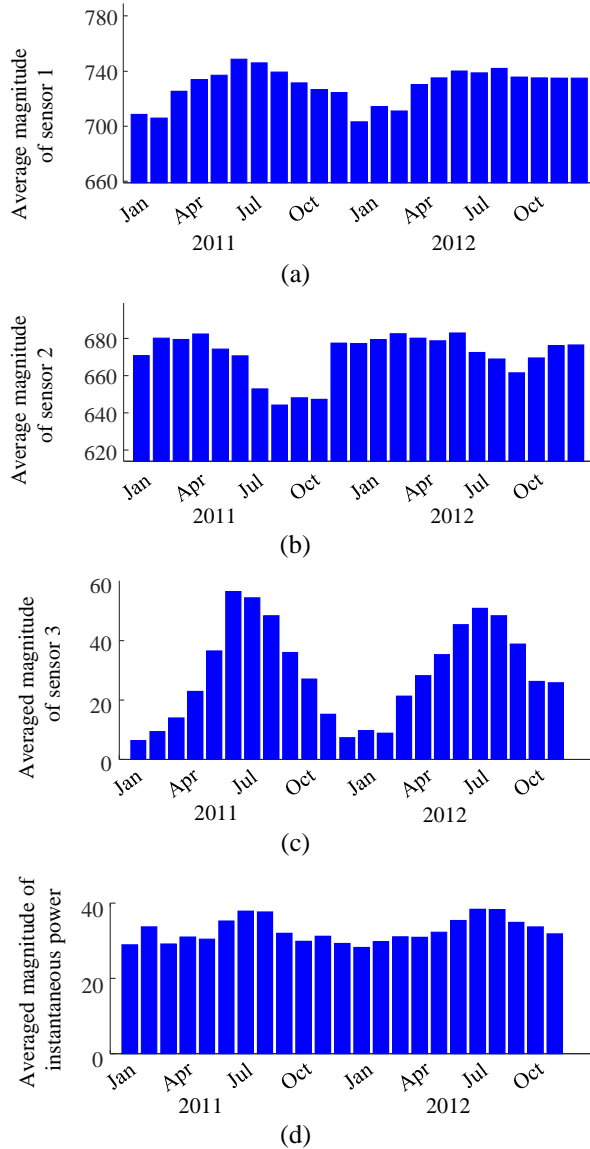 780
740
700
660
Average magnitude
of sensor 1
Jan Apr Jul Oct Jan Apr Jul Oct
2011 2012
(a)
680
660
640
620
Average magnitude
of sensor 2
Jan Apr Jul Oct Jan Apr Jul Oct
2011 2012
(b)
60
40
20
0
Averaged magnitude
of sensor 3
Jan Apr Jul Oct Jan Apr Jul Oct
2011 2012
(c)
40
20
0
Averaged magnitude of
instantaneous power
Jan Apr Jul Oct Jan Apr Jul Oct
2011 2012
(d)